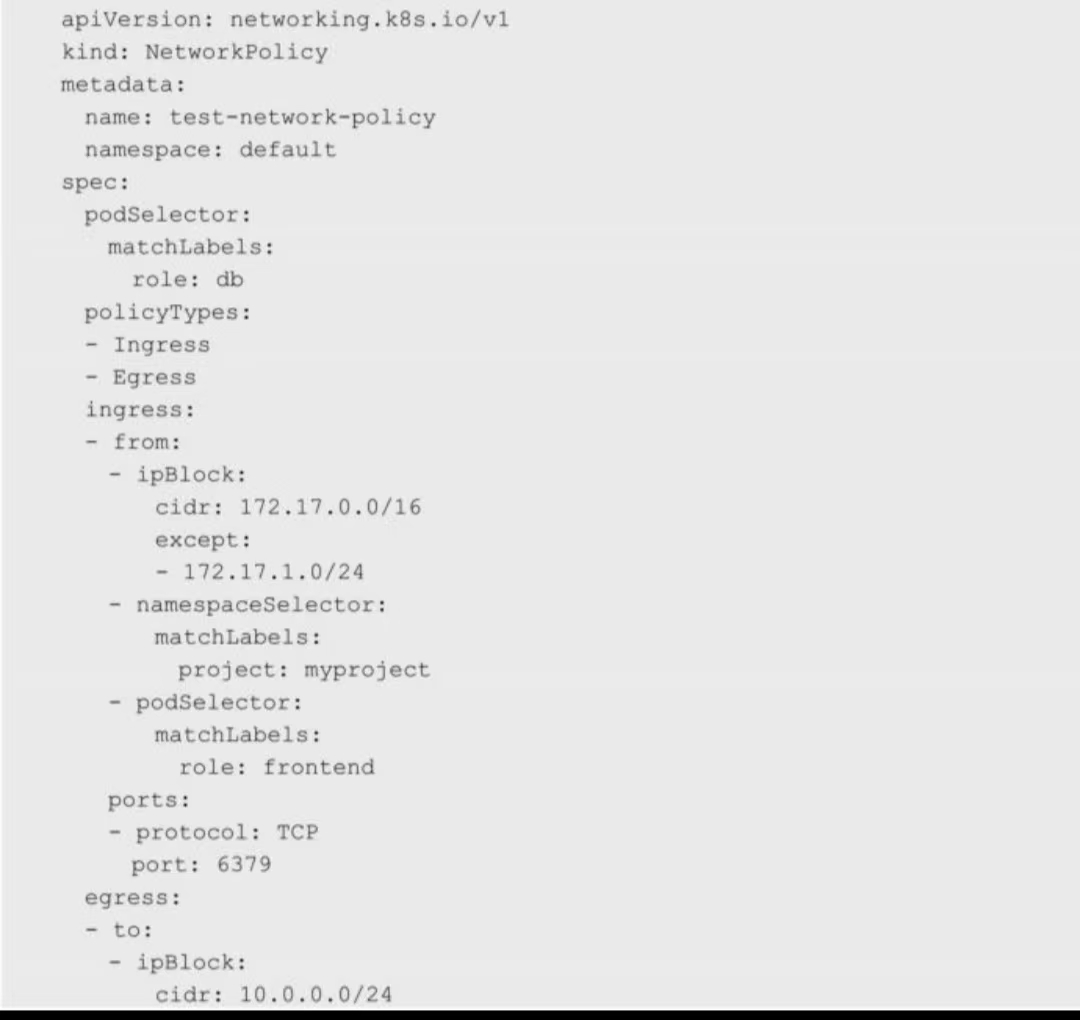 apiVersion: networking.k8s.io/v1
kind: NetworkPolicy
metadata:
  name: test-network-policy
  namespace: default
spec:
  podSelector:
    matchLabels:
      role: db
  policyTypes:
  - Ingress
  - Egress
  ingress:
  - from:
    - ipBlock:
        cidr: 172.17.0.0/16
        except:
        - 172.17.1.0/24
    - namespaceSelector:
        matchLabels:
          project: myproject
    - podSelector:
        matchLabels:
          role: frontend
    ports:
    - protocol: TCP
      port: 6379
  egress:
  - to:
    - ipBlock:
        cidr: 10.0.0.0/24